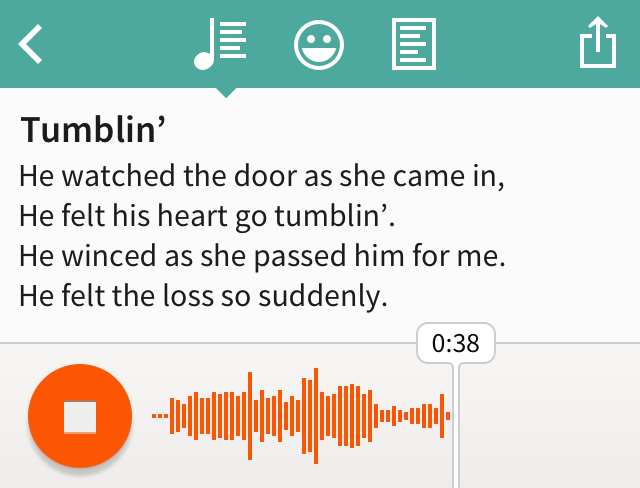 Tumblin’
He watched the door as she came in,
He felt his heart go tumblin’.
He winced as she passed him for me.
He felt the loss so suddenly.
0:38